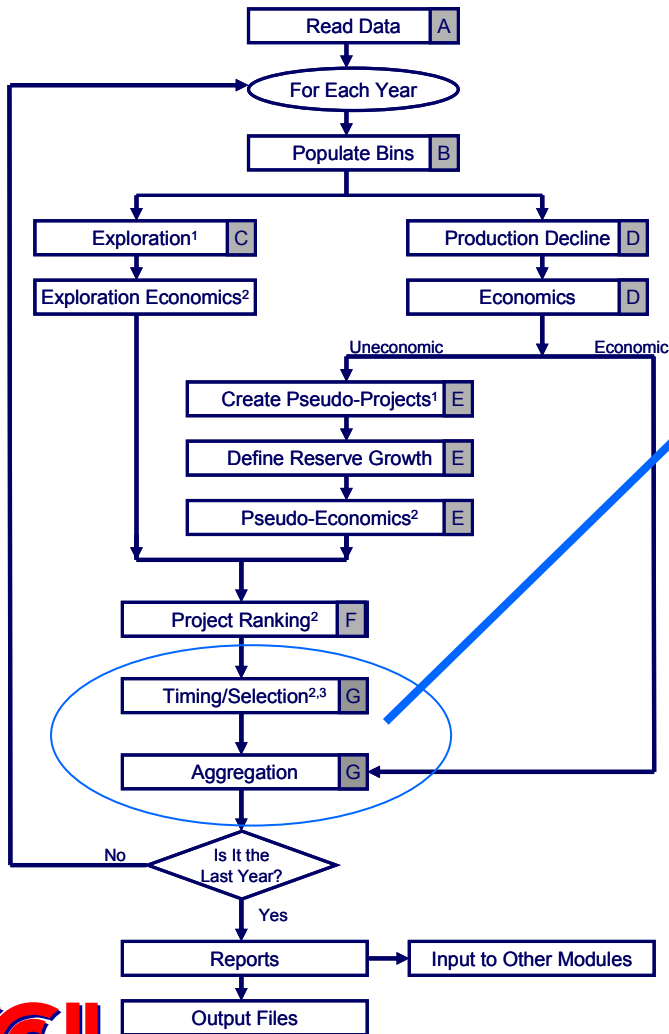 Read Data A
For Each Year
Populate Bins B
Exploration¹ C
Production Decline D
Exploration Economics²
Economics D
Uneconomic
Economic
Create Pseudo-Projects¹ E
Define Reserve Growth E
Pseudo-Economics² E
Project Ranking² F
Timing/Selection²,³ G
Aggregation G
No
Is It the
Last Year?
Yes
Reports
Input to Other Modules
Output Files